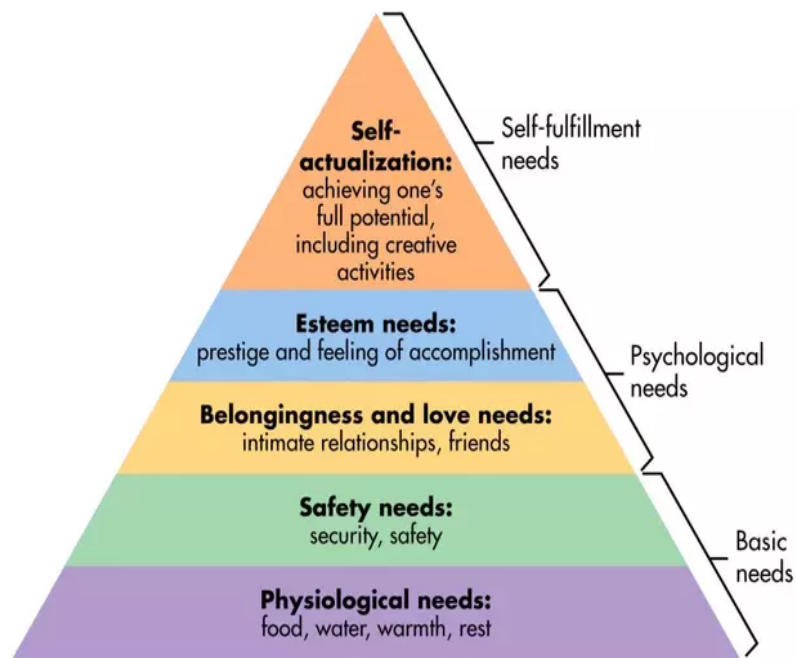 Self-
actualization:
achieving one's
full potential,
including creative
activities
Self-fulfillment
needs
Esteem needs:
prestige and feeling of accomplishment
Psychological
needs
Belongingness and love needs:
intimate relationships, friends
Safety needs:
security, safety
Basic
needs
Physiological needs:
food, water, warmth, rest